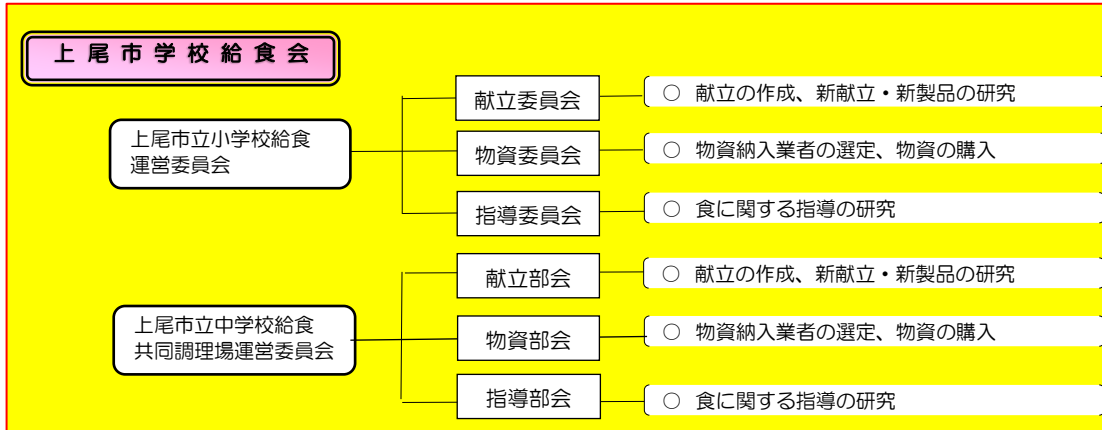 上尾市学校給食会
献立委員会
○ 献立の作成、新献立・新製品の研究
上尾市立小学校給食
運営委員会
物資委員会
○ 物資納入業者の選定、物資の購入
指導委員会
○ 食に関する指導の研究
献立部会
○ 献立の作成、新献立・新製品の研究
上尾市立中学校給食
共同調理場運営委員会
物資部会
○ 物資納入業者の選定、物資の購入
指導部会
○ 食に関する指導の研究